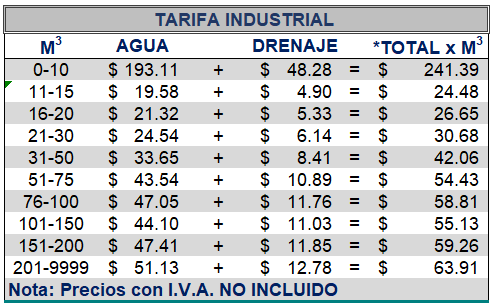 TARIFA INDUSTRIAL
M³ AGUA DRENAJE *TOTAL x M³
0-10 $ 193.11 + $ 48.28 = $ 241.39
11-15 $ 19.58 + $ 4.90 = $ 24.48
16-20 $ 21.32 + $ 5.33 = $ 26.65
21-30 $ 24.54 + $ 6.14 = $ 30.68
31-50 $ 33.65 + $ 8.41 = $ 42.06
51-75 $ 43.54 + $ 10.89 = $ 54.43
76-100 $ 47.05 + $ 11.76 = $ 58.81
101-150 $ 44.10 + $ 11.03 = $ 55.13
151-200 $ 47.41 + $ 11.85 = $ 59.26
201-9999 $ 51.13 + $ 12.78 = $ 63.91
Nota: Precios con I.V.A. NO INCLUIDO